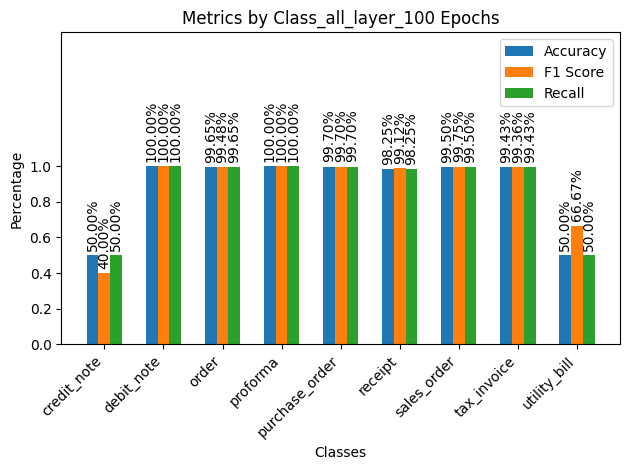 Metrics by Class_all_layer_100 Epochs
Accuracy
F1 Score
Recall
Percentage
1.0
0.8
0.6
0.4
0.2
0.0
50.00%
40.00%
50.00%
100.00%
100.00%
100.00%
99.65%
99.48%
99.65%
100.00%
100.00%
100.00%
99.70%
99.70%
99.70%
98.25%
99.12%
98.25%
99.50%
99.75%
99.50%
99.43%
99.36%
99.43%
50.00%
66.67%
50.00%
credit_note
debit_note
order
proforma
purchase_order
receipt
sales_order
tax_invoice
utility_bill
Classes